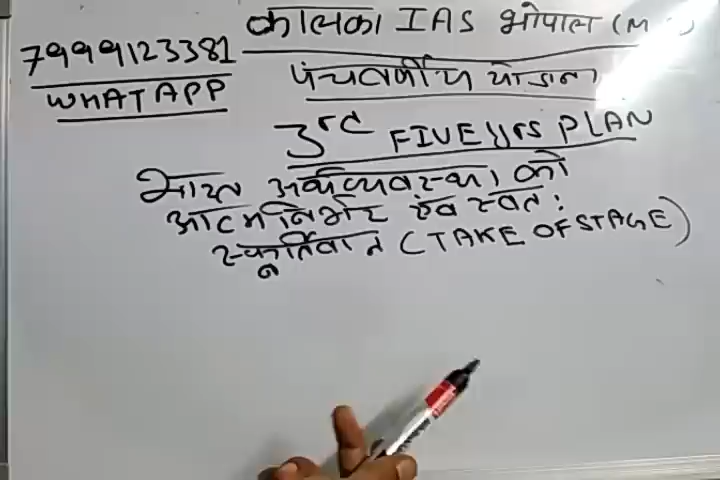 कालका IAS भोपाल (M
7999123381
WHATAPP
पंचवर्षीय योजना
3rd FIVE yrs PLAN
भारत अर्थव्यवस्था को
आत्मनिर्भर एंव स्वतः
स्फूर्तिवान (TAKE OF STAGE)